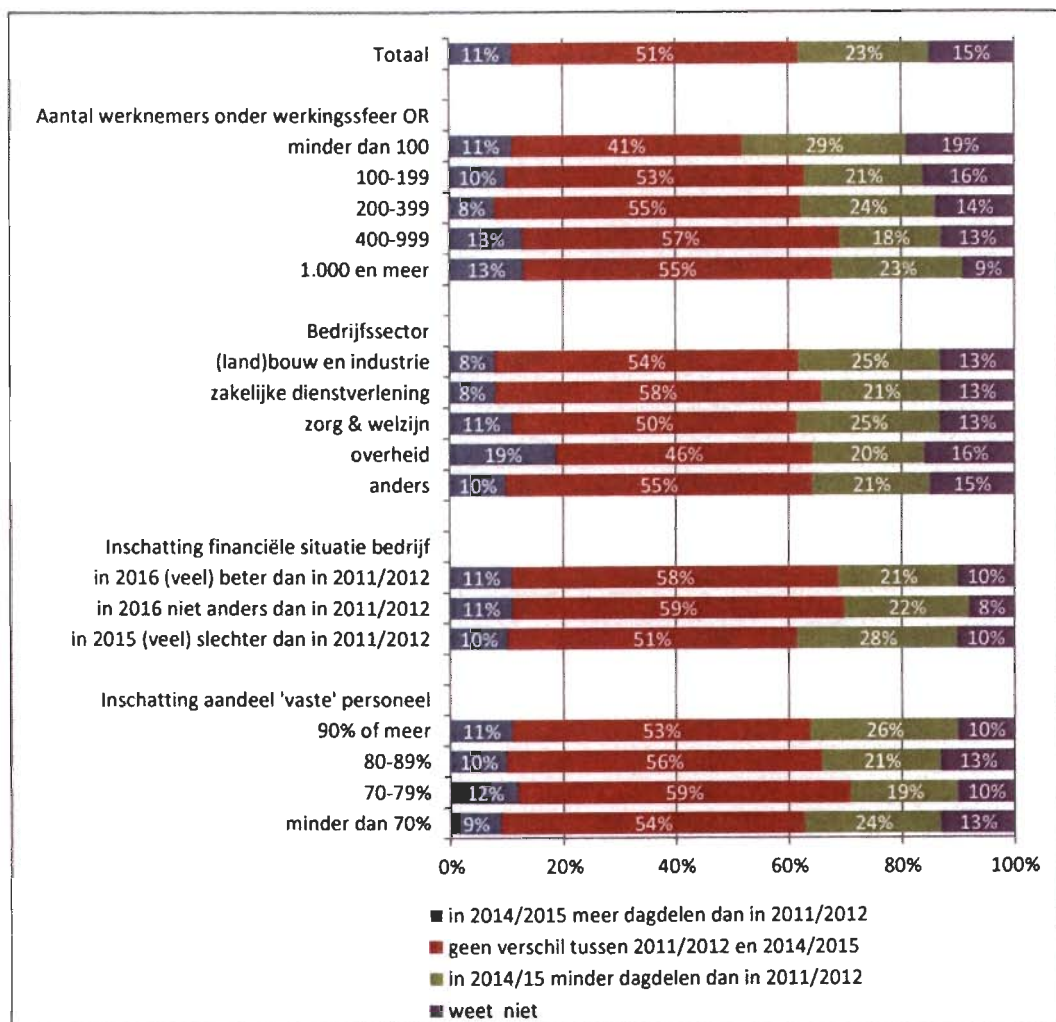 Totaal 11% 51% 23% 15%
Aantal werknemers onder werkingssfeer OR
minder dan 100 11% 41% 29% 19%
100-199 10% 53% 21% 16%
200-399 8% 55% 24% 14%
400-999 13% 57% 18% 13%
1.000 en meer 13% 55% 23% 9%
Bedrijfssector
(land)bouw en industrie 8% 54% 25% 13%
zakelijke dienstverlening 8% 58% 21% 13%
zorg & welzijn 11% 50% 25% 13%
overheid 19% 46% 20% 16%
anders 10% 55% 21% 15%
Inschatting financiële situatie bedrijf
in 2016 (veel) beter dan in 2011/2012 11% 58% 21% 10%
in 2016 niet anders dan in 2011/2012 11% 59% 22% 8%
in 2015 (veel) slechter dan in 2011/2012 10% 51% 28% 10%
Inschatting aandeel 'vaste' personeel
90% of meer 11% 53% 26% 10%
80-89% 10% 56% 21% 13%
70-79% 12% 59% 19% 10%
minder dan 70% 9% 54% 24% 13%
0% 20% 40% 60% 80% 100%
in 2014/2015 meer dagdelen dan in 2011/2012
geen verschil tussen 2011/2012 en 2014/2015
in 2014/15 minder dagdelen dan in 2011/2012
weet niet